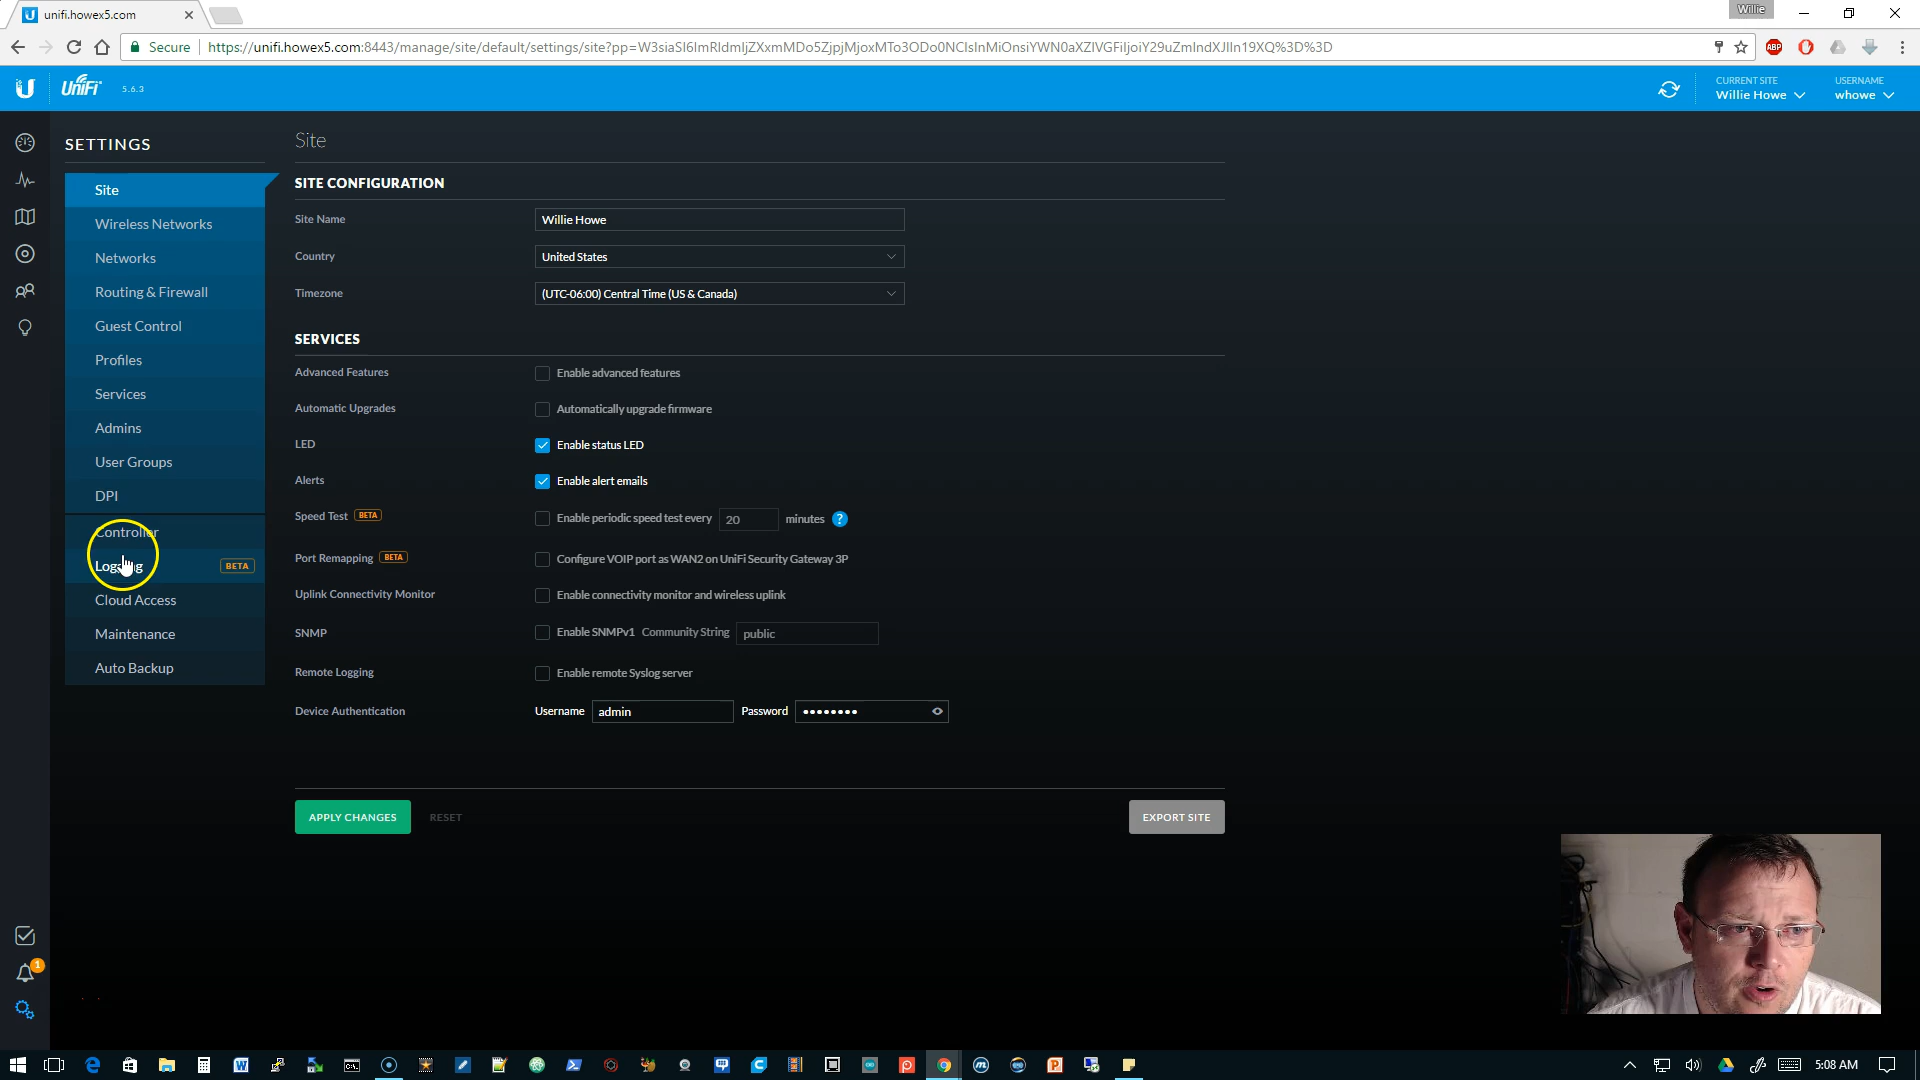 unifi.howex5.com
Willie
Secure https://unifi.howex5.com:8443/manage/site/default/settings/site?pp=W3siaSI6ImRldmljZXxmMDo5ZjpjMjoxMTo3ODo0NCIsInMiOnsiYWN0aXZlVGFiIjoiY29uZmlndXJlIn19XQ%3D%3D
ABP
UniFi 5.6.3
CURRENT SITE
Willie Howe
USERNAME
whowe
SETTINGS
Site
Wireless Networks
Networks
Routing & Firewall
Guest Control
Profiles
Services
Admins
User Groups
DPI
Controller
Logging BETA
Cloud Access
Maintenance
Auto Backup
1
Site
SITE CONFIGURATION
Site Name Willie Howe
Country United States
Timezone (UTC-06:00) Central Time (US & Canada)
SERVICES
Advanced Features Enable advanced features
Automatic Upgrades Automatically upgrade firmware
LED Enable status LED
Alerts Enable alert emails
Speed Test BETA Enable periodic speed test every 20 minutes ?
Port Remapping BETA Configure VOIP port as WAN2 on UniFi Security Gateway 3P
Uplink Connectivity Monitor Enable connectivity monitor and wireless uplink
SNMP Enable SNMPv1 Community String public
Remote Logging Enable remote Syslog server
Device Authentication Username admin Password ••••••••
APPLY CHANGES RESET EXPORT SITE
5:08 AM